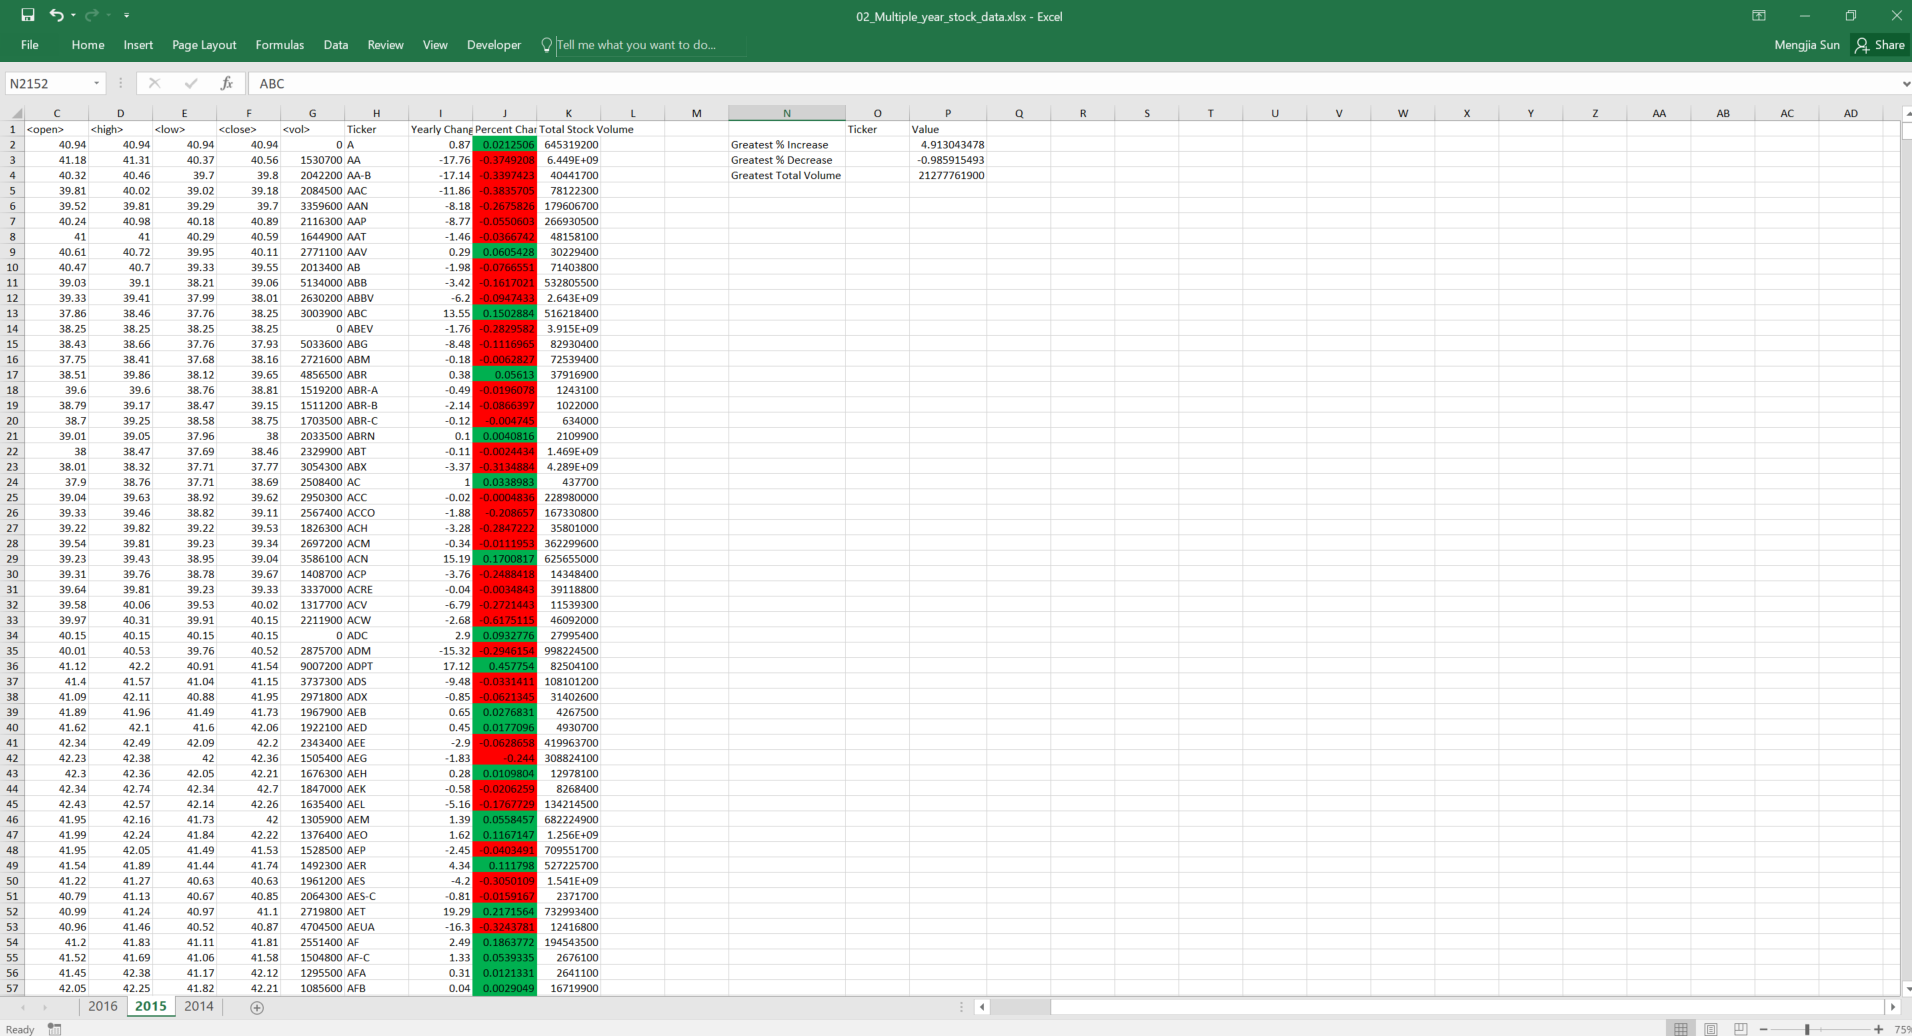 02_Multiple_year_stock_data.xlsx - Excel
File Home Insert Page Layout Formulas Data Review View Developer Tell me what you want to do... Mengjia Sun Share
N2152 fx ABC
C D E F G H I J K L M N O P Q R S T U V W X Y Z AA AB AC AD
1 <open> <high> <low> <close> <vol> Ticker Yearly Chang Percent Char Total Stock Volume Ticker Value
2 40.94 40.94 40.94 40.94 0 A 0.87 0.0212506 645319200 Greatest % Increase 4.913043478
3 41.18 41.31 40.37 40.56 1530700 AA -17.76 -0.3749208 6.449E+09 Greatest % Decrease -0.985915493
4 40.32 40.46 39.7 39.8 2042200 AA-B -17.14 -0.3397423 40441700 Greatest Total Volume 21277761900
5 39.81 40.02 39.02 39.18 2084500 AAC -11.86 -0.3835705 78122300
6 39.52 39.81 39.29 39.7 3359600 AAN -8.18 -0.2675826 179606700
7 40.24 40.98 40.18 40.89 2116300 AAP -8.77 -0.0550603 266930500
8 41 41 40.29 40.59 1644900 AAT -1.46 -0.0366742 48158100
9 40.61 40.72 39.95 40.11 2771100 AAV 0.29 0.0605428 30229400
10 40.47 40.7 39.33 39.55 2013400 AB -1.98 -0.0766551 71403800
11 39.03 39.1 38.21 39.06 5134000 ABB -3.42 -0.1617021 532805500
12 39.33 39.41 37.99 38.01 2630200 ABBV -6.2 -0.0947433 2.643E+09
13 37.86 38.46 37.76 38.25 3003900 ABC 13.55 0.1502884 516218400
14 38.25 38.25 38.25 38.25 0 ABEV -1.76 -0.2829582 3.915E+09
15 38.43 38.66 37.76 37.93 5033600 ABG -8.48 -0.1116965 82930400
16 37.75 38.41 37.68 38.16 2721600 ABM -0.18 -0.0062827 72539400
17 38.51 39.86 38.12 39.65 4856500 ABR 0.38 0.05613 37916900
18 39.6 39.6 38.76 38.81 1519200 ABR-A -0.49 -0.0196078 1243100
19 38.79 39.17 38.47 39.15 1511200 ABR-B -2.14 -0.0866397 1022000
20 38.7 39.25 38.58 38.75 1703500 ABR-C -0.12 -0.004745 634000
21 39.01 39.05 37.96 38 2033500 ABRN 0.1 0.0040816 2109900
22 38 38.47 37.69 38.46 2329900 ABT -0.11 -0.0024434 1.469E+09
23 38.01 38.32 37.71 37.77 3054300 ABX -3.37 -0.3134884 4.289E+09
24 37.9 38.76 37.71 38.69 2508400 AC 1 0.0338983 437700
25 39.04 39.63 38.92 39.62 2950300 ACC -0.02 -0.0004836 228980000
26 39.33 39.46 38.82 39.11 2567400 ACCO -1.88 -0.208657 167330800
27 39.22 39.82 39.22 39.53 1826300 ACH -3.28 -0.2847222 35801000
28 39.54 39.81 39.23 39.34 2697200 ACM -0.34 -0.0111953 362299600
29 39.23 39.43 38.95 39.04 3586100 ACN 15.19 0.1700817 625655000
30 39.31 39.76 38.78 39.67 1408700 ACP -3.76 -0.2488418 14348400
31 39.64 39.81 39.23 39.33 3337000 ACRE -0.04 -0.0034843 39118800
32 39.58 40.06 39.53 40.02 1317700 ACV -6.79 -0.2721443 11539300
33 39.97 40.31 39.91 40.15 2211900 ACW -2.68 -0.6175115 46092000
34 40.15 40.15 40.15 40.15 0 ADC 2.9 0.0932776 27995400
35 40.01 40.53 39.76 40.52 2875700 ADM -15.32 -0.2946154 998224500
36 41.12 42.2 40.91 41.54 9007200 ADPT 17.12 0.457754 82504100
37 41.4 41.57 41.04 41.15 3737300 ADS -9.48 -0.0331411 108101200
38 41.09 42.11 40.88 41.95 2971800 ADX -0.85 -0.0621345 31402600
39 41.89 41.96 41.49 41.73 1967900 AEB 0.65 0.0276831 4267500
40 41.62 42.1 41.6 42.06 1922100 AED 0.45 0.0177096 4930700
41 42.34 42.49 42.09 42.2 2343400 AEE -2.9 -0.0628658 419963700
42 42.23 42.38 42 42.36 1505400 AEG -1.83 -0.244 308824100
43 42.3 42.36 42.05 42.21 1676300 AEH 0.28 0.0109804 12978100
44 42.34 42.74 42.34 42.7 1847000 AEK -0.58 -0.0206259 8268400
45 42.43 42.57 42.14 42.26 1635400 AEL -5.16 -0.1767729 134214500
46 41.95 42.16 41.73 42 1305900 AEM 1.39 0.0558457 682224900
47 41.99 42.24 41.84 42.22 1376400 AEO 1.62 0.1167147 1.256E+09
48 41.95 42.05 41.49 41.53 1528500 AEP -2.45 -0.0403491 709551700
49 41.54 41.89 41.44 41.74 1492300 AER 4.34 0.111798 527225700
50 41.22 41.27 40.63 40.63 1961200 AES -4.2 -0.3050109 1.541E+09
51 40.79 41.13 40.67 40.85 2064300 AES-C -0.81 -0.0159167 2371700
52 40.99 41.24 40.97 41.1 2719800 AET 19.29 0.2171564 732993400
53 40.96 41.46 40.52 40.87 4704500 AEUA -16.3 -0.3243781 12416800
54 41.2 41.83 41.11 41.81 2551400 AF 2.49 0.1863772 194543500
55 41.52 41.69 41.06 41.58 1504800 AF-C 1.33 0.0539335 2676100
56 41.45 42.38 41.17 42.12 1295500 AFA 0.31 0.0121331 2641100
57 42.05 42.25 41.82 42.21 1085600 AFB 0.04 0.0029049 16719900
2016 2015 2014
Ready 75%